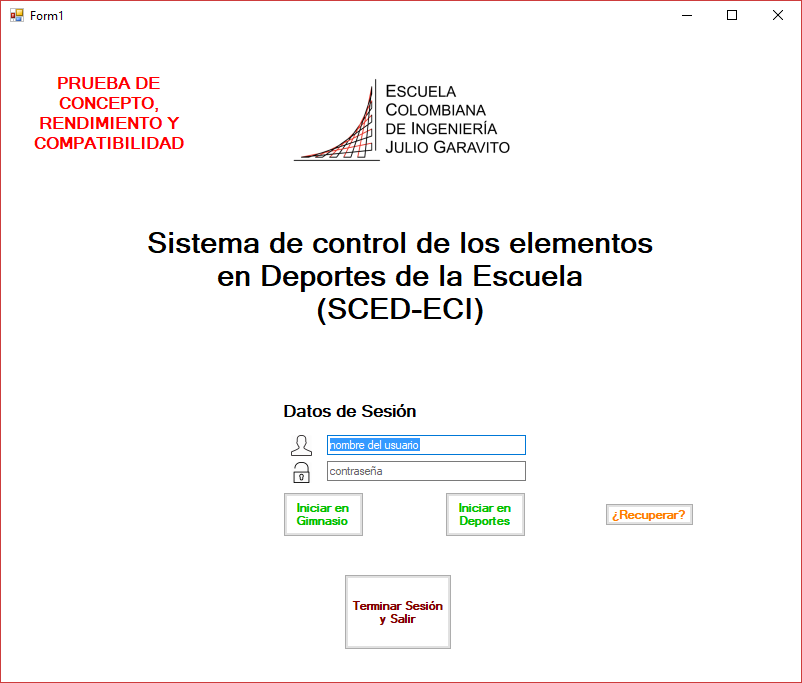 Form1
PRUEBA DE
CONCEPTO,
RENDIMIENTO Y
COMPATIBILIDAD
ESCUELA
COLOMBIANA
DE INGENIERÍA
JULIO GARAVITO
Sistema de control de los elementos
en Deportes de la Escuela
(SCED-ECI)
Datos de Sesión
nombre del usuario
contraseña
Iniciar en
Gimnasio
Iniciar en
Deportes
¿Recuperar?
Terminar Sesión
y Salir